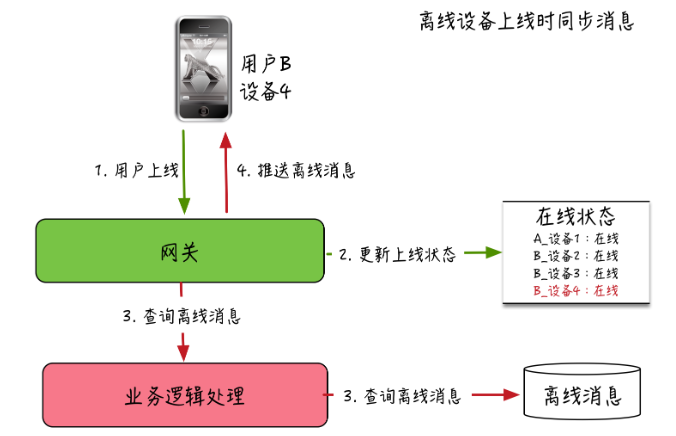 离线设备上线时同步消息
用户B
设备4
1. 用户上线
4. 推送离线消息
网关
2. 更新上线状态
在线状态
A_设备1：在线
B_设备2：在线
B_设备3：在线
B_设备4：在线
3. 查询离线消息
业务逻辑处理
3. 查询离线消息
离线消息